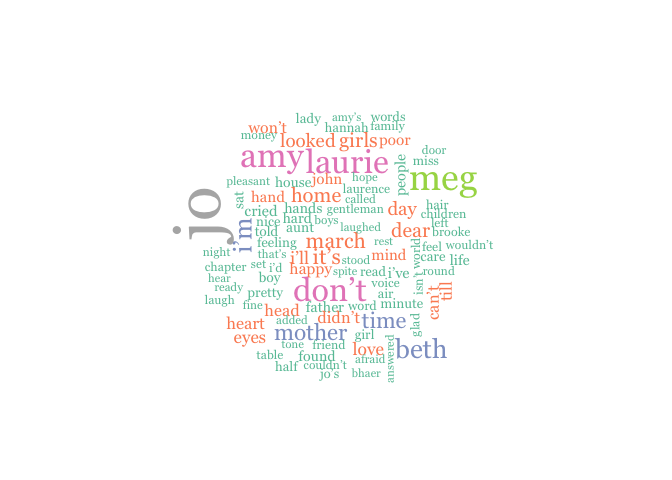 lady amy's words
won't hannah family
money looked girls poor
amy laurie people door
miss
meg
pleasant house john hope
laurence
sat hand home called
jo
cried hands gentleman day hair
children
nice hard boys left
i'm told aunt laughed dear brooke
feeling march rest feel wouldn't
night that's i'll it's stood mind isn't world care life
chapter set i'd happy spite read i've round
hear boy voice
ready pretty don't air can't till
laugh fine father word minute
head didn't glad
heart added time
eyes mother girl
tone friend love beth
table found afraid answered
half couldn't
jo's bhaer